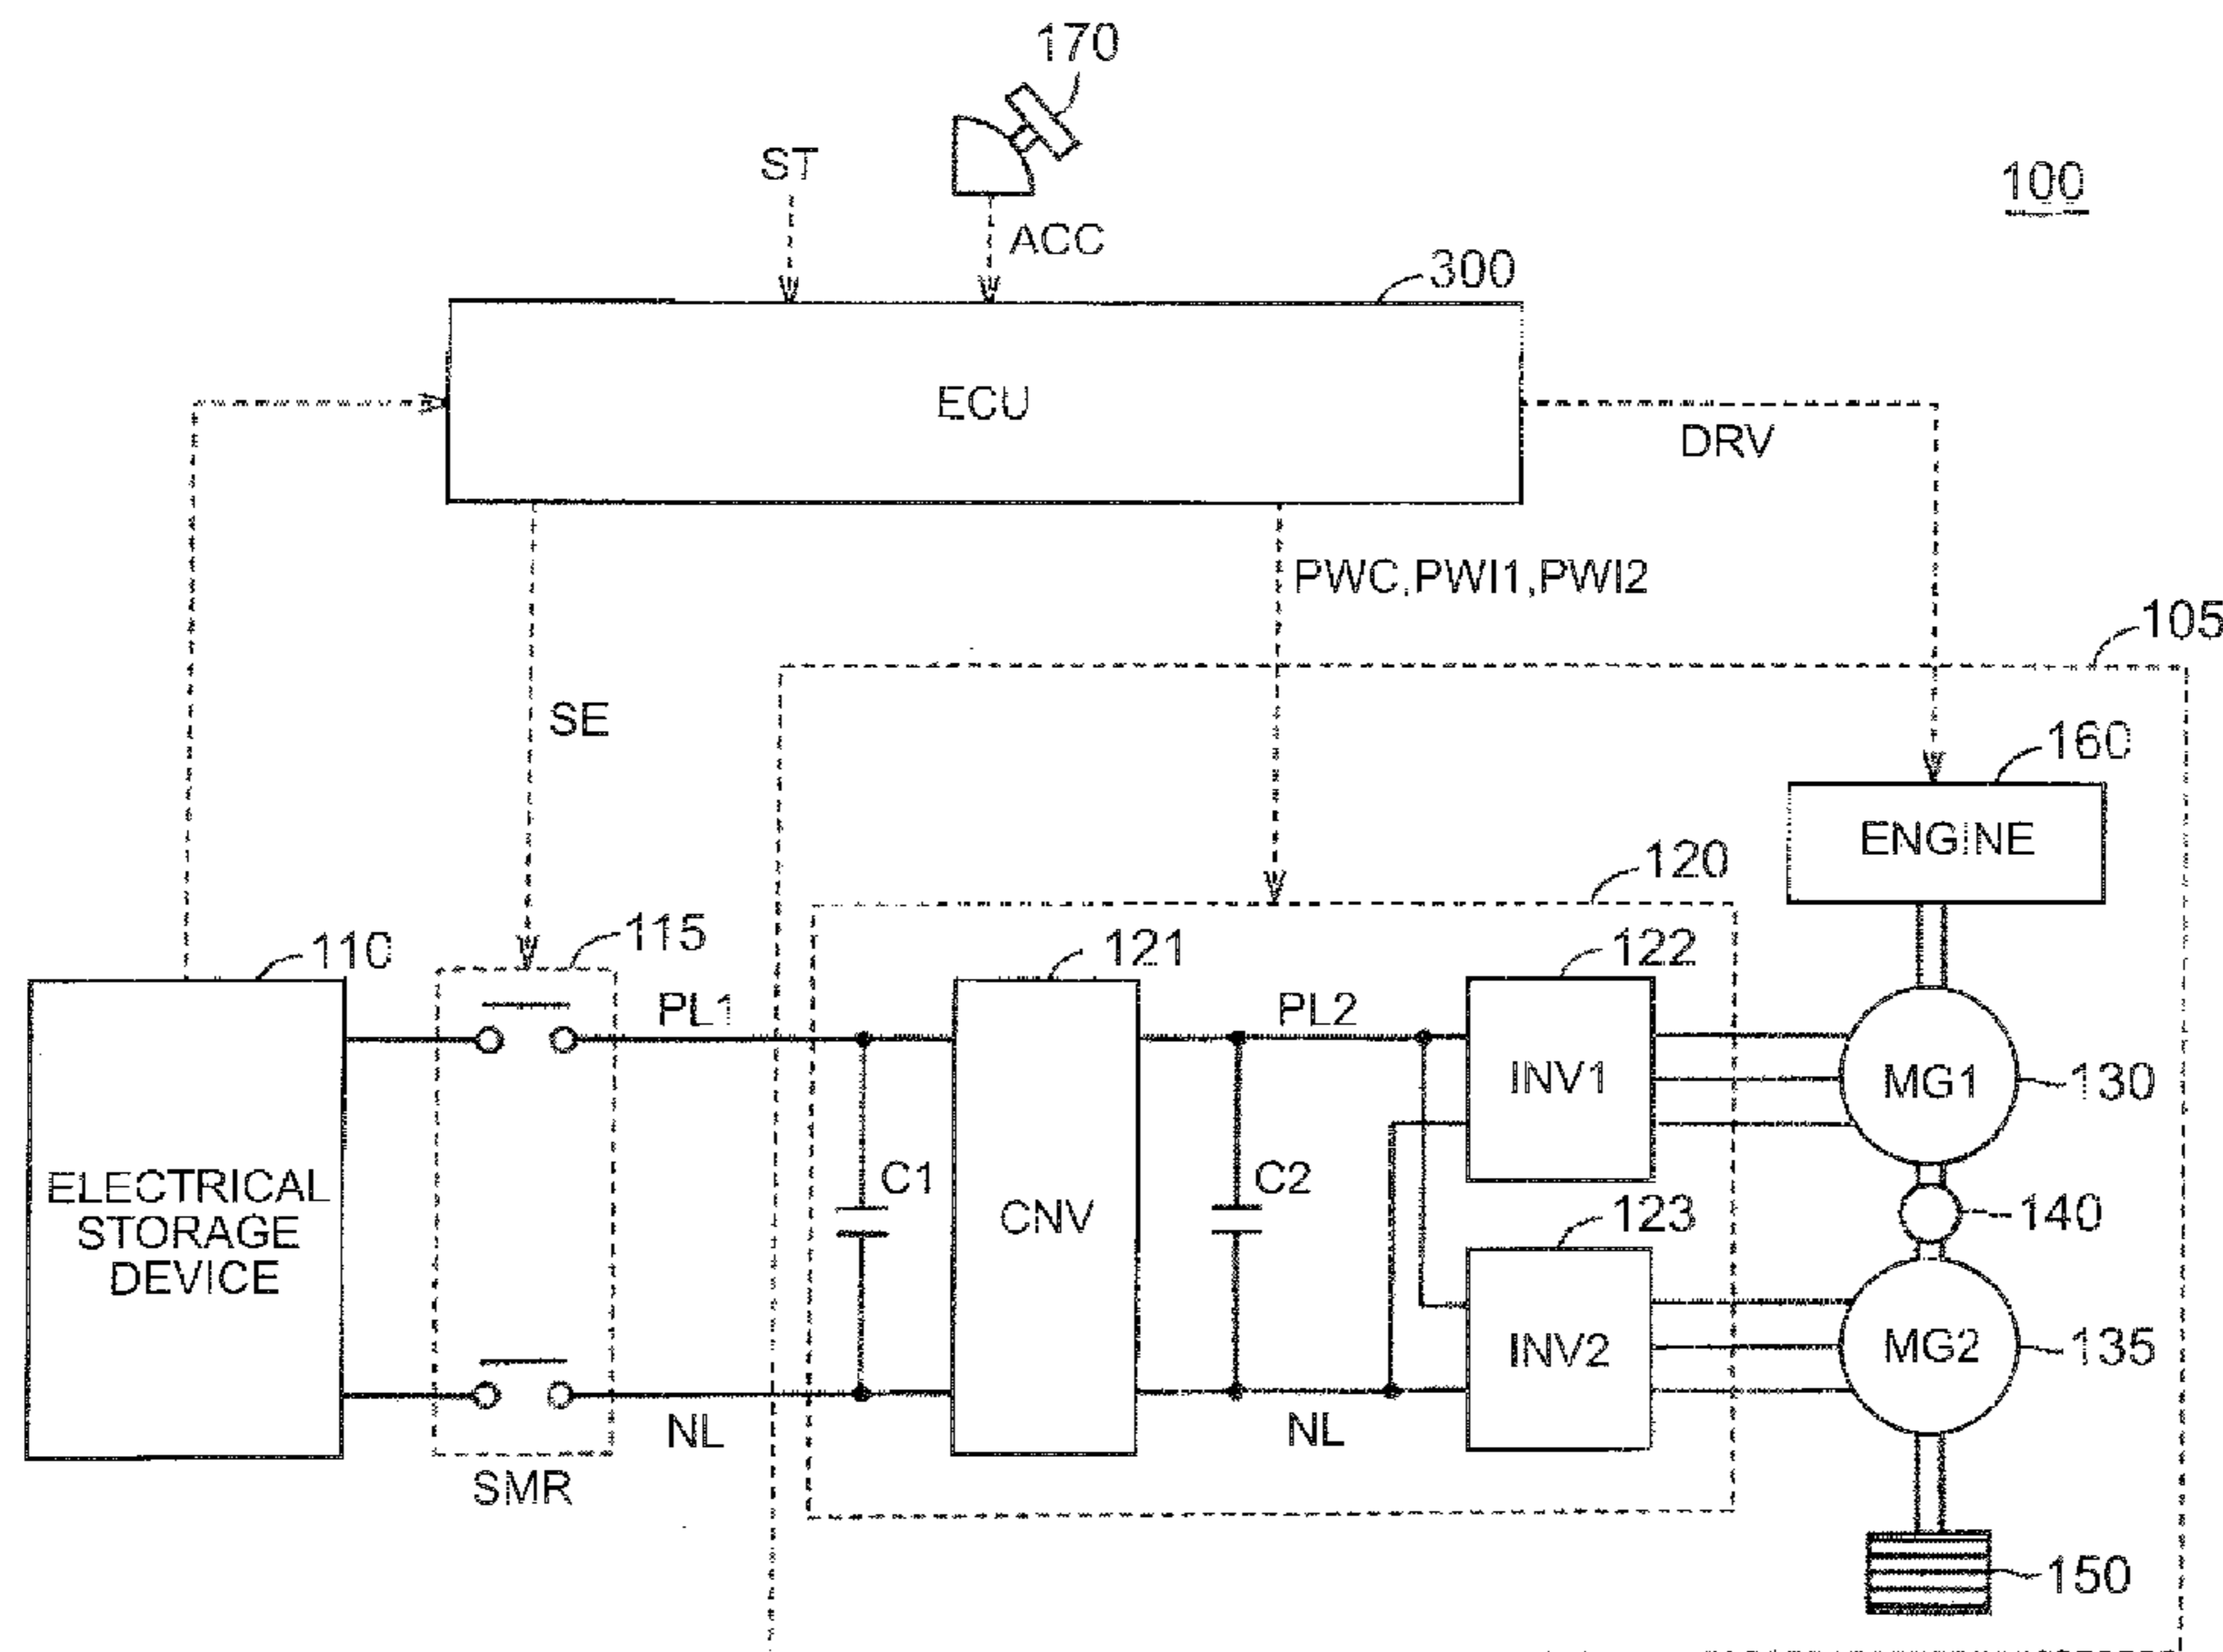 170
ST
100
ACC
300
ECU
DRV
PWC,PWI1,PWI2
105
SE
160
ENGINE
120
110
115
121
122
PL1
PL2
INV1
MG1
130
C1
C2
CNV
123
140
ELECTRICAL
STORAGE
DEVICE
INV2
MG2
135
NL
NL
SMR
150